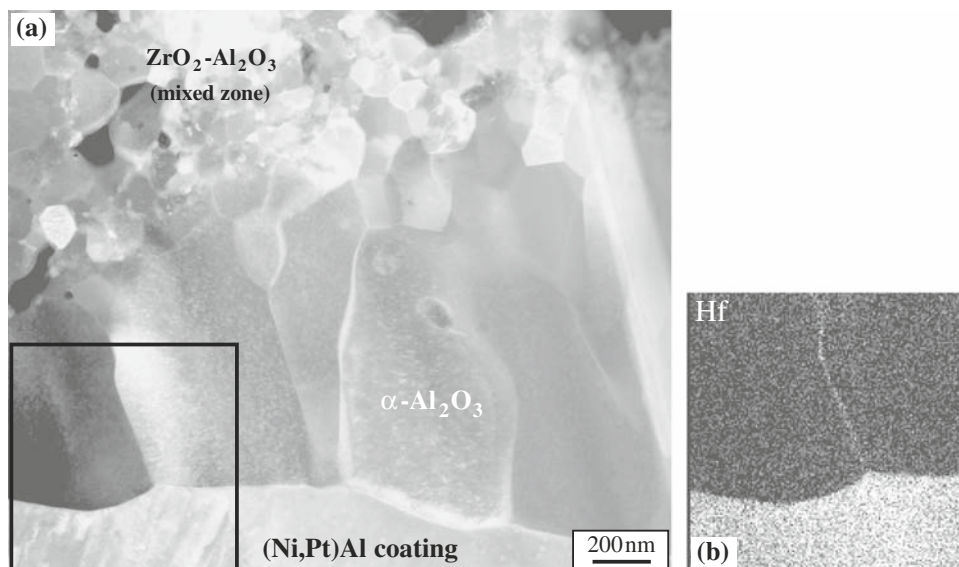 (a)
ZrO₂-Al₂O₃
(mixed zone)
α-Al₂O₃
(Ni,Pt)Al coating
200nm
Hf
(b)